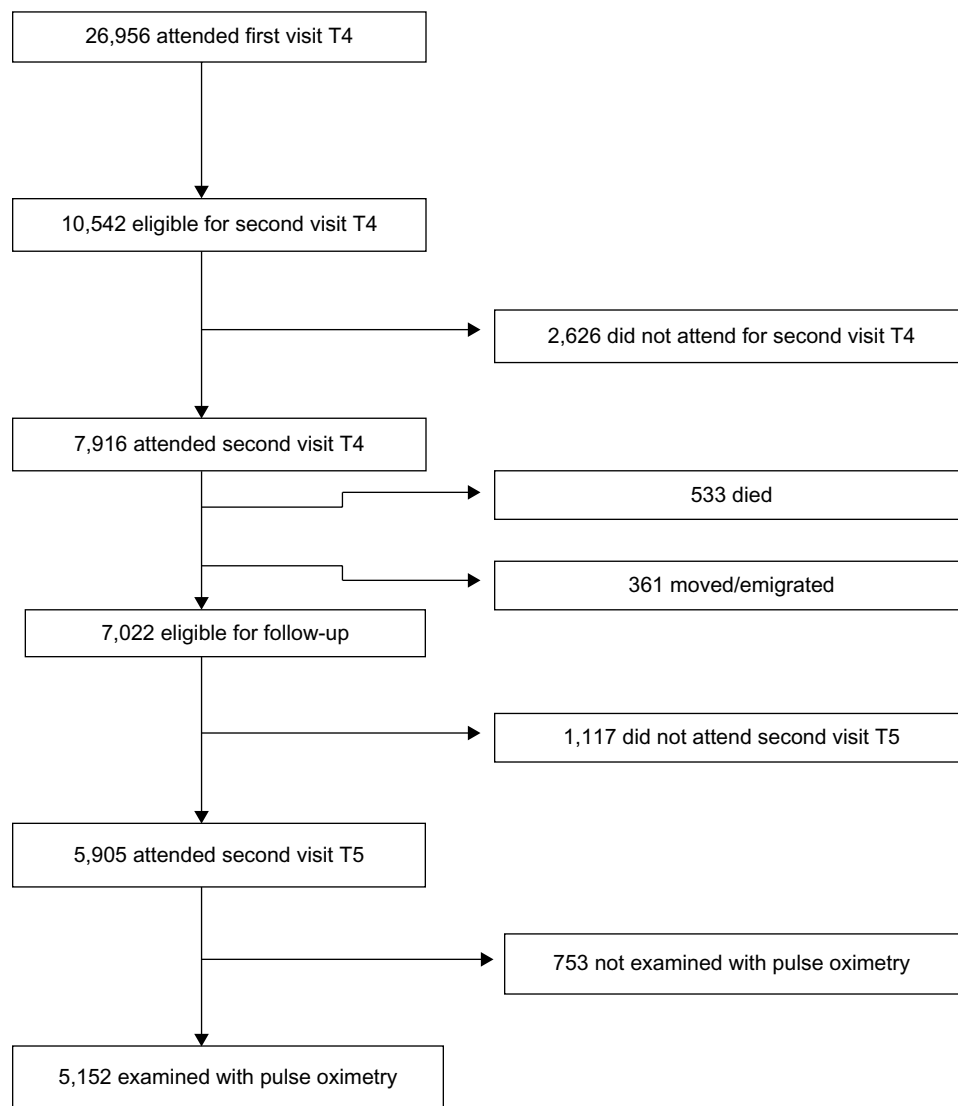 26,956 attended first visit T4
10,542 eligible for second visit T4
2,626 did not attend for second visit T4
7,916 attended second visit T4
533 died
361 moved/emigrated
7,022 eligible for follow-up
1,117 did not attend second visit T5
5,905 attended second visit T5
753 not examined with pulse oximetry
5,152 examined with pulse oximetry